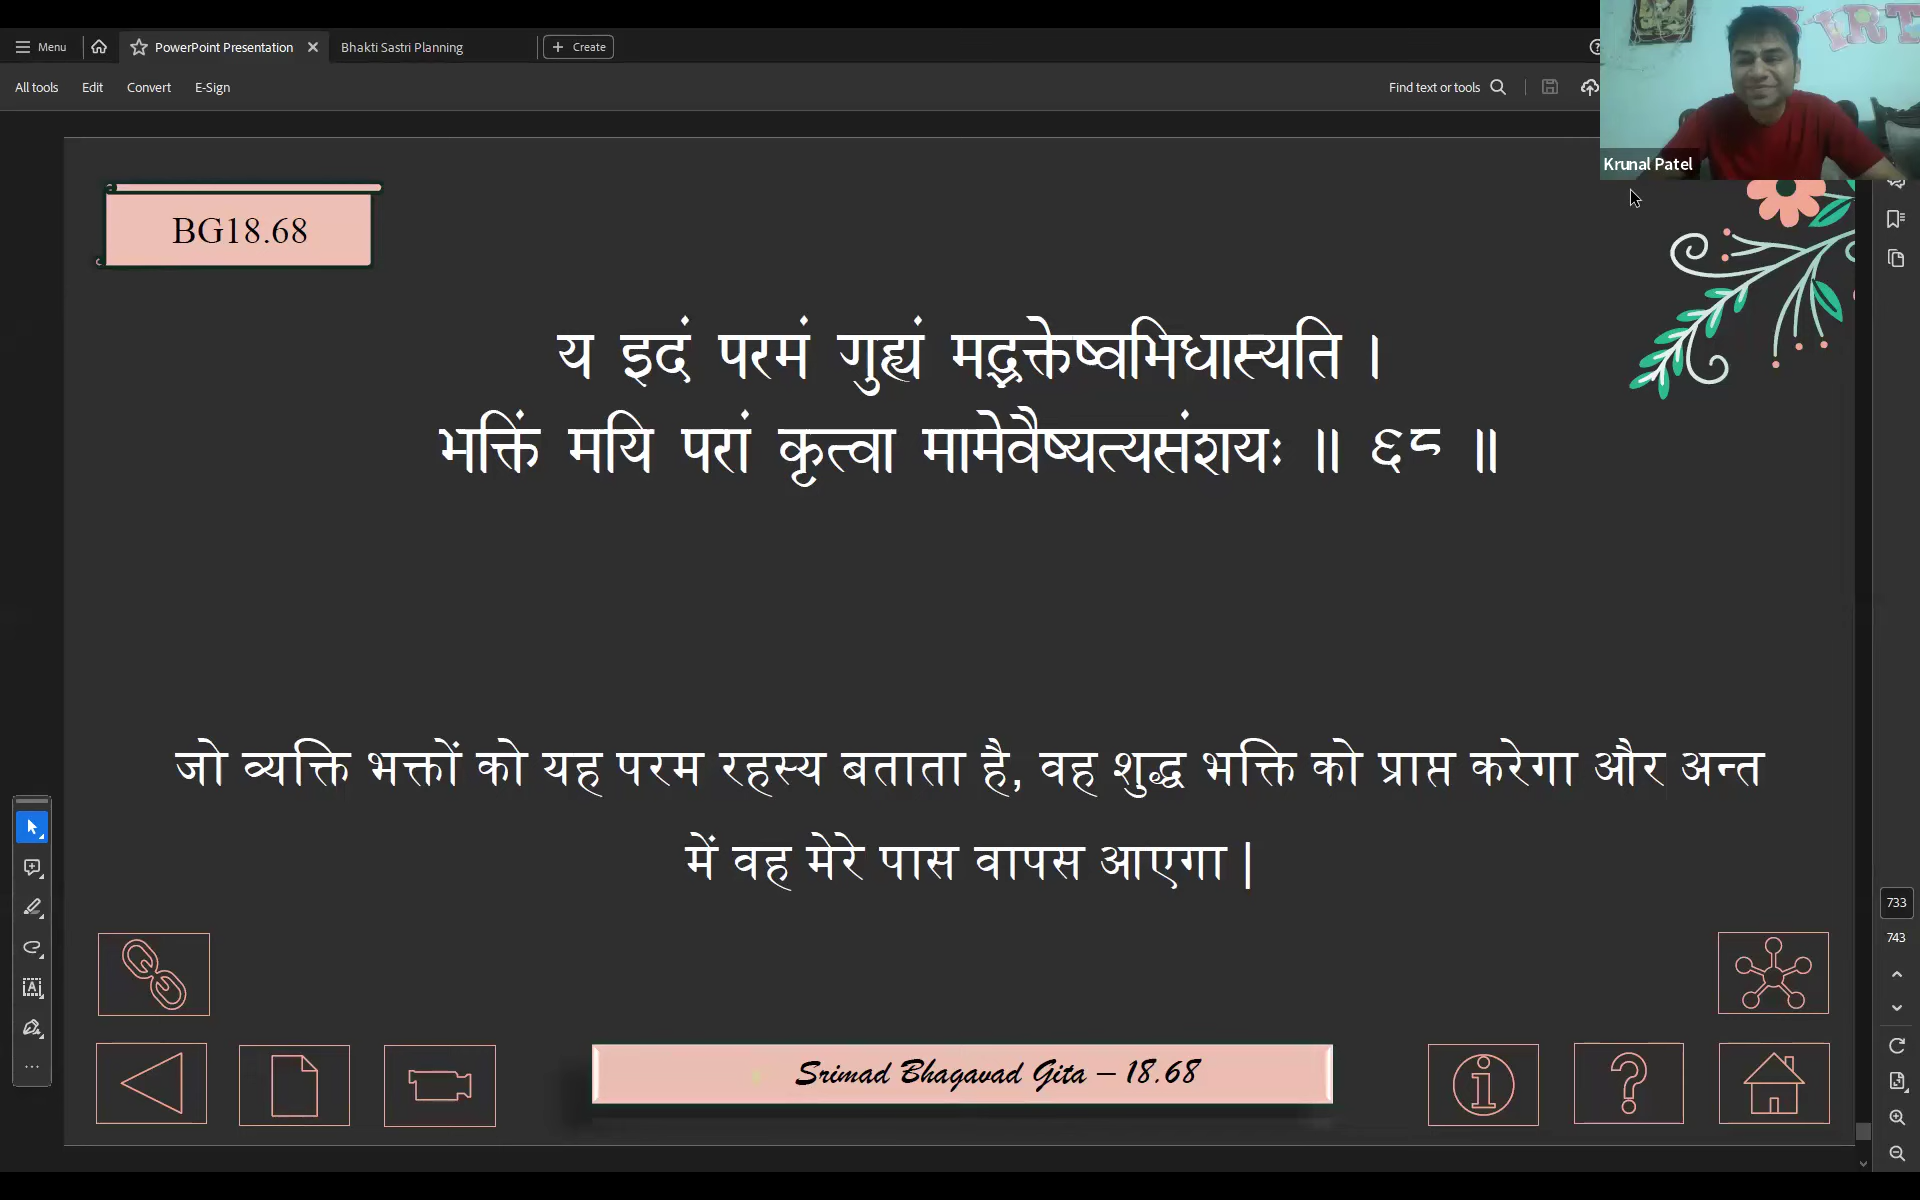 Menu
PowerPoint Presentation
Bhakti Sastri Planning
Create
All tools
Edit
Convert
E-Sign
Find text or tools
Krunal Patel
BG18.68
य इदं परमं गुह्यं मद्भक्तेष्वभिधास्यति ।
भक्तिं मयि परां कृत्वा मामेवैष्यत्यसंशयः ॥ ६८ ॥
जो व्यक्ति भक्तों को यह परम रहस्य बताता है, वह शुद्ध भक्ति को प्राप्त करेगा और अन्त
में वह मेरे पास वापस आएगा |
733
743
Srimad Bhagavad Gita – 18.68